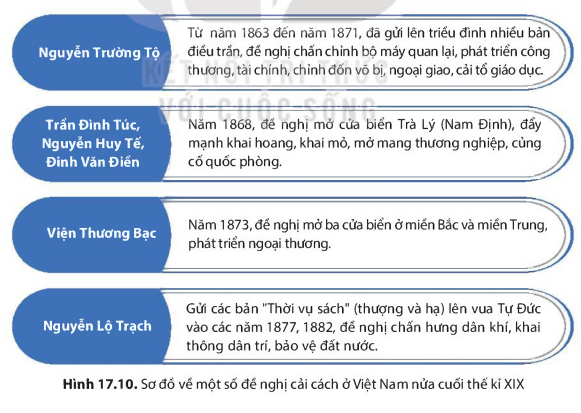 Nguyễn Trường Tộ
Từ năm 1863 đến năm 1871, đã gửi lên triều đình nhiều bản
điều trần, đề nghị chấn chỉnh bộ máy quan lại, phát triển công
thương, tài chính, chỉnh đốn võ bị, ngoại giao, cải tổ giáo dục.
KẾT NỐI TRI THỨC
VỚI CUỘC SỐNG
Trần Đình Túc,
Nguyễn Huy Tế,
Đinh Văn Điền
Năm 1868, đề nghị mở cửa biển Trà Lý (Nam Định), đẩy
mạnh khai hoang, khai mỏ, mở mang thương nghiệp, củng
cố quốc phòng.
Viện Thương Bạc
Năm 1873, đề nghị mở ba cửa biển ở miền Bắc và miền Trung,
phát triển ngoại thương.
Nguyễn Lộ Trạch
Gửi các bản "Thời vụ sách" (thượng và hạ) lên vua Tự Đức
vào các năm 1877, 1882, đề nghị chấn hưng dân khí, khai
thông dân trí, bảo vệ đất nước.
Hình 17.10. Sơ đồ về một số đề nghị cải cách ở Việt Nam nửa cuối thế kỉ XIX